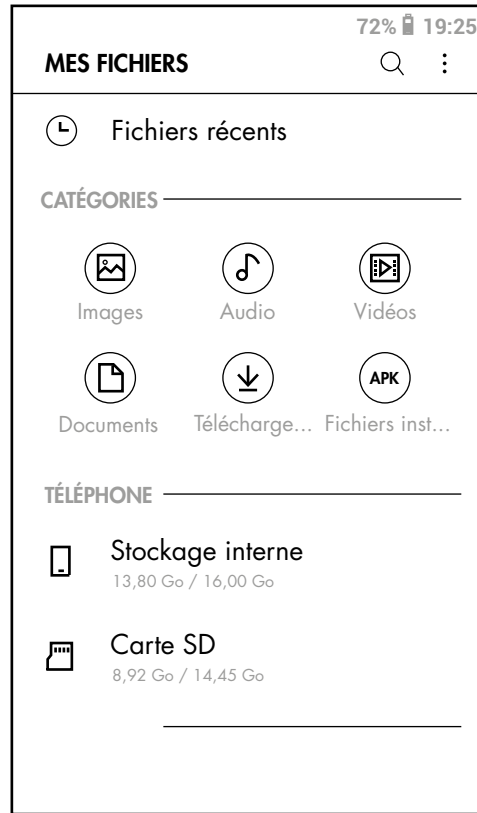 72% 19:25
MES FICHIERS
Fichiers récents
CATÉGORIES
Images Audio Vidéos
APK
Documents Télécharge... Fichiers inst...
TÉLÉPHONE
Stockage interne
13,80 Go / 16,00 Go
Carte SD
8,92 Go / 14,45 Go